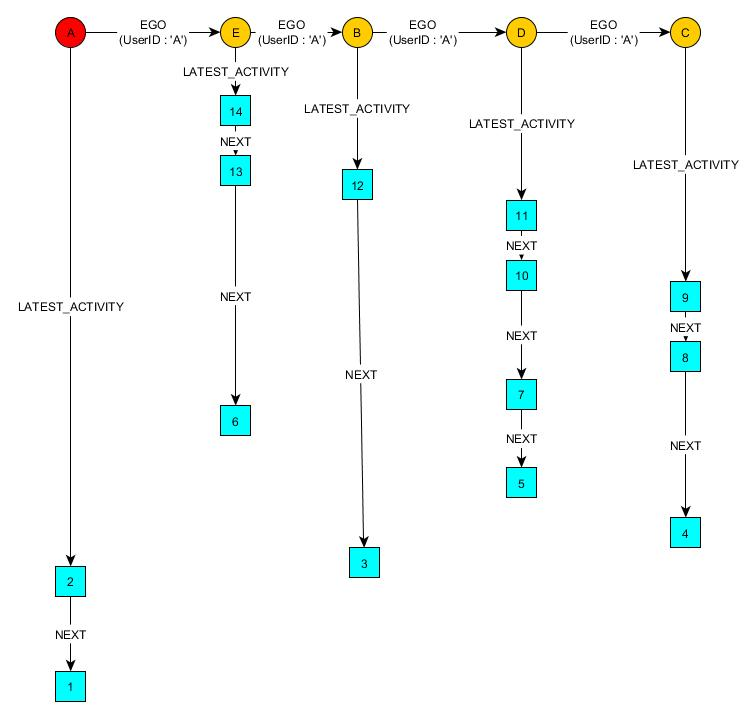 A
EGO
(UserID : 'A')
E
EGO
(UserID : 'A')
B
EGO
(UserID : 'A')
D
EGO
(UserID : 'A')
C
LATEST_ACTIVITY
14
NEXT
13
NEXT
6
LATEST_ACTIVITY
12
NEXT
3
LATEST_ACTIVITY
11
NEXT
10
NEXT
7
NEXT
5
LATEST_ACTIVITY
9
NEXT
8
NEXT
4
LATEST_ACTIVITY
2
NEXT
1